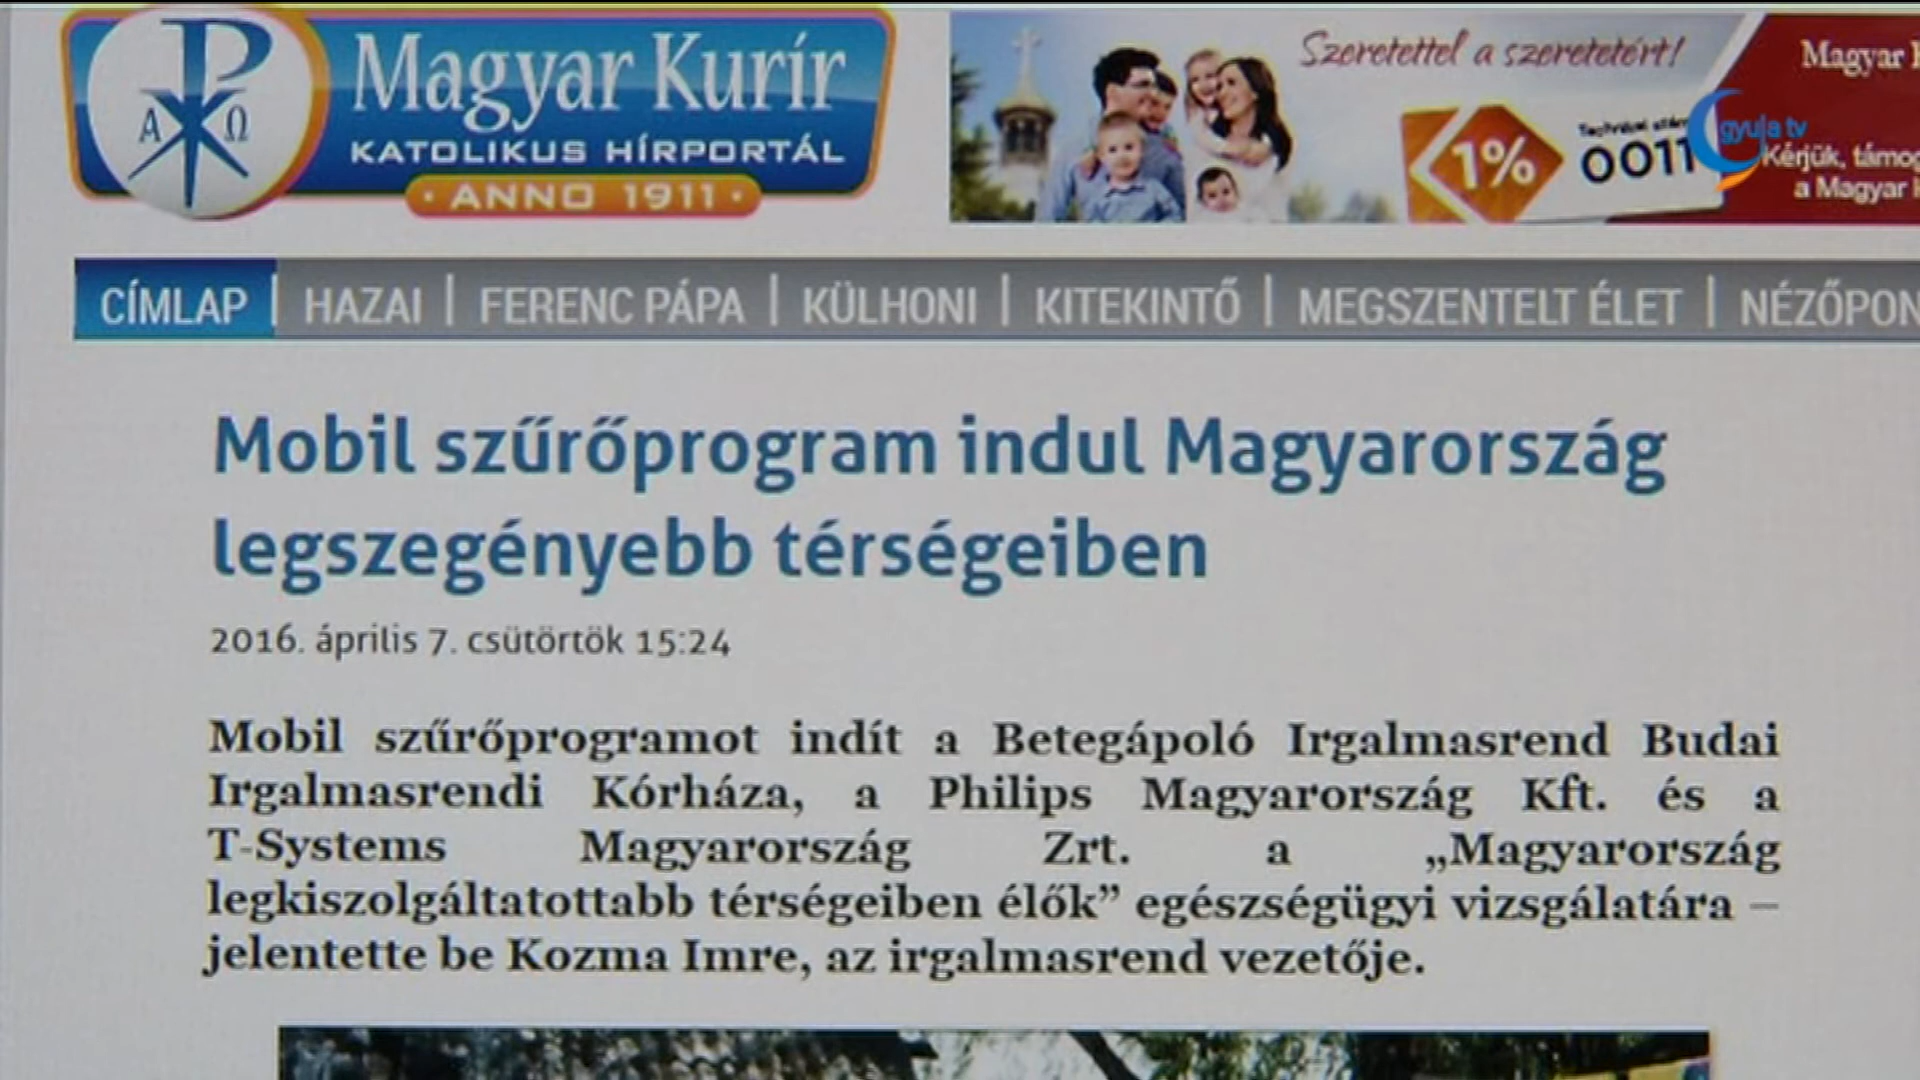 Magyar Kurír
KATOLIKUS HÍRPORTÁL
· ANNO 1911 ·
Α Ω
Szeretettel a szeretetért!
1%
Technikai szám
0011
Magyar
Kérjük, támog
a Magyar
gyula tv
CÍMLAP | HAZAI | FERENC PÁPA | KÜLHONI | KITEKINTŐ | MEGSZENTELT ÉLET | NÉZŐPON
Mobil szűrőprogram indul Magyarország
legszegényebb térségeiben
2016. április 7. csütörtök 15:24
Mobil szűrőprogramot indít a Betegápoló Irgalmasrend Budai
Irgalmasrendi Kórháza, a Philips Magyarország Kft. és a
T-Systems Magyarország Zrt. a „Magyarország
legkiszolgáltatottabb térségeiben élők” egészségügyi vizsgálatára –
jelentette be Kozma Imre, az irgalmasrend vezetője.